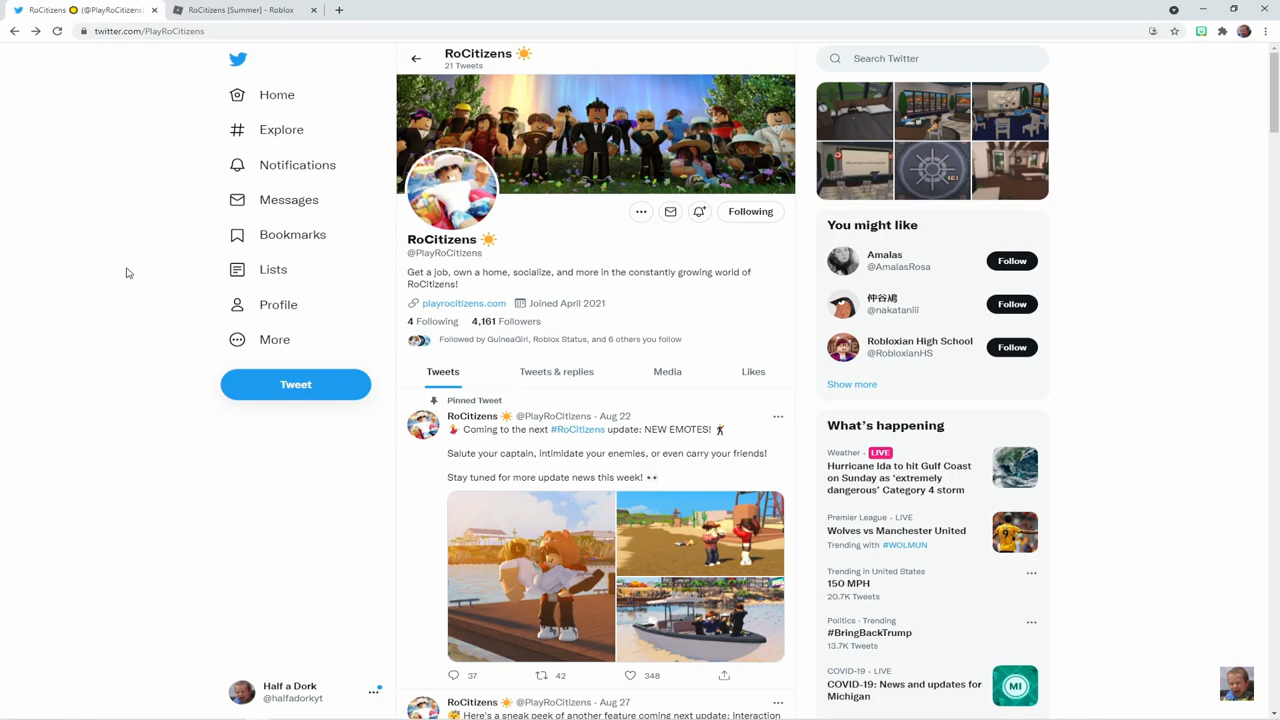 RoCitizens 🌞 (@PlayRoCitizens
RoCitizens [Summer] - Roblox
twitter.com/PlayRoCitizens
Home
Explore
Notifications
Messages
Bookmarks
Lists
Profile
More
Tweet
Half a Dork
@halfadorkyt
RoCitizens ☀️
21 Tweets
Following
RoCitizens ☀️
@PlayRoCitizens
Get a job, own a home, socialize, and more in the constantly growing world of
RoCitizens!
playrocitizens.com Joined April 2021
4 Following 4,161 Followers
Followed by GuineaGirl, Roblox Status, and 6 others you follow
Tweets Tweets & replies Media Likes
Pinned Tweet
RoCitizens ☀️ @PlayRoCitizens · Aug 22
💃 Coming to the next #RoCitizens update: NEW EMOTES! 🕺
Salute your captain, intimidate your enemies, or even carry your friends!
Stay tuned for more update news this week! 👀
37 42 348
RoCitizens ☀️ @PlayRoCitizens · Aug 27
Here's a sneak peek of another feature coming next update: Interaction
Search Twitter
You might like
Amalas
@AmalasRosa
Follow
仲谷鳰
@nakataniii
Follow
Robloxian High School
@RobloxianHS
Follow
Show more
What's happening
Weather · LIVE
Hurricane Ida to hit Gulf Coast
on Sunday as 'extremely
dangerous' Category 4 storm
Premier League · LIVE
Wolves vs Manchester United
Trending with #WOLMUN
Trending in United States
150 MPH
20.7K Tweets
Politics · Trending
#BringBackTrump
13.7K Tweets
COVID-19 · LIVE
COVID-19: News and updates for
Michigan
MI